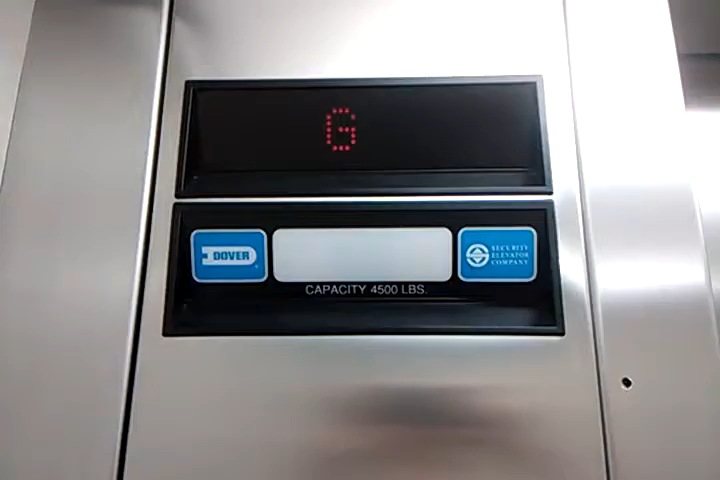 G
DOVER
SECURITY
ELEVATOR
COMPANY
CAPACITY 4500 LBS.